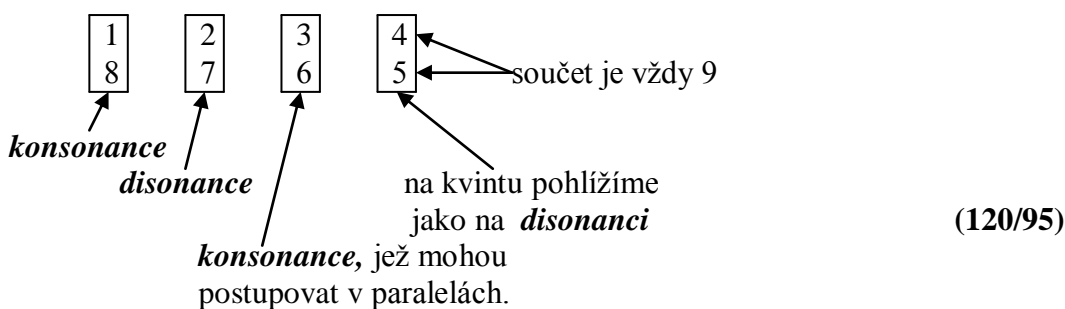 1 2 3 4
8 7 6 5 součet je vždy 9
konsonance
disonance na kvintu pohlížíme
jako na disonanci (120/95)
konsonance, jež mohou
postupovat v paralelách.